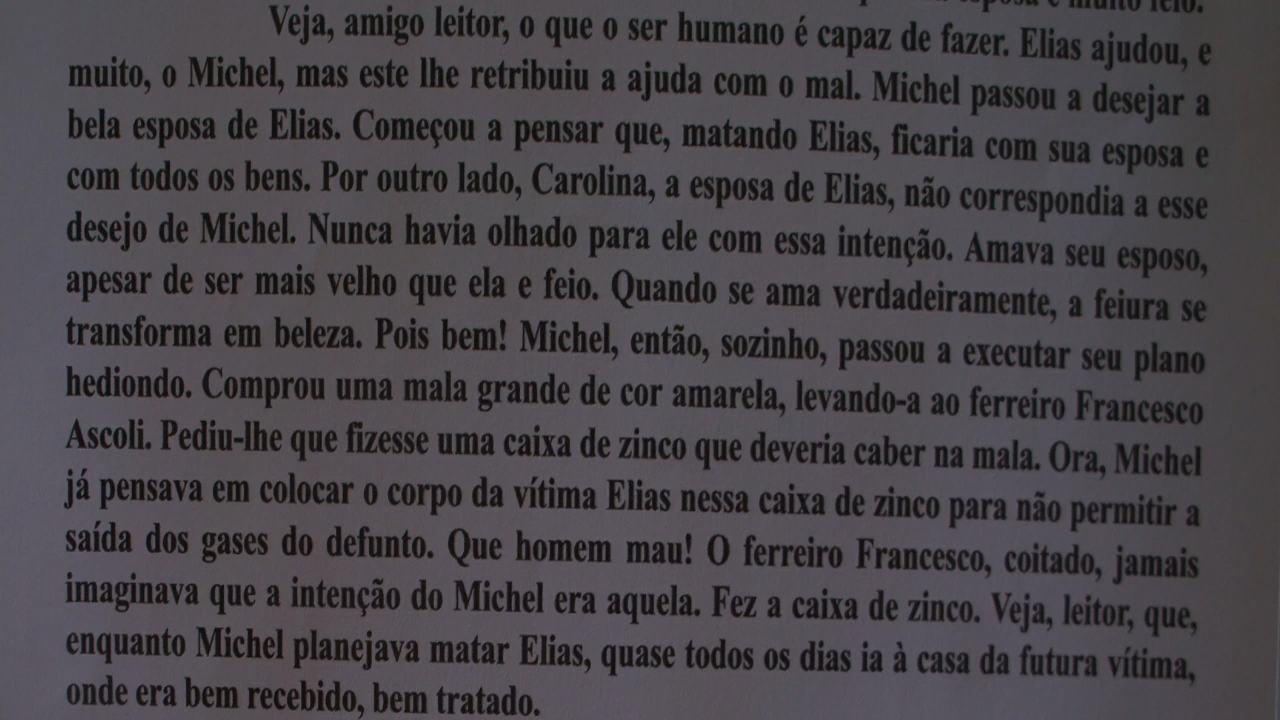 muito feio.
Veja, amigo leitor, o que o ser humano é capaz de fazer. Elias ajudou, e
muito, o Michel, mas este lhe retribuiu a ajuda com o mal. Michel passou a desejar a
bela esposa de Elias. Começou a pensar que, matando Elias, ficaria com sua esposa e
com todos os bens. Por outro lado, Carolina, a esposa de Elias, não correspondia a esse
desejo de Michel. Nunca havia olhado para ele com essa intenção. Amava seu esposo,
apesar de ser mais velho que ela e feio. Quando se ama verdadeiramente, a feiura se
transforma em beleza. Pois bem! Michel, então, sozinho, passou a executar seu plano
hediondo. Comprou uma mala grande de cor amarela, levando-a ao ferreiro Francesco
Ascoli. Pediu-lhe que fizesse uma caixa de zinco que deveria caber na mala. Ora, Michel
já pensava em colocar o corpo da vítima Elias nessa caixa de zinco para não permitir a
saída dos gases do defunto. Que homem mau! O ferreiro Francesco, coitado, jamais
imaginava que a intenção do Michel era aquela. Fez a caixa de zinco. Veja, leitor, que,
enquanto Michel planejava matar Elias, quase todos os dias ia à casa da futura vítima,
onde era bem recebido, bem tratado.